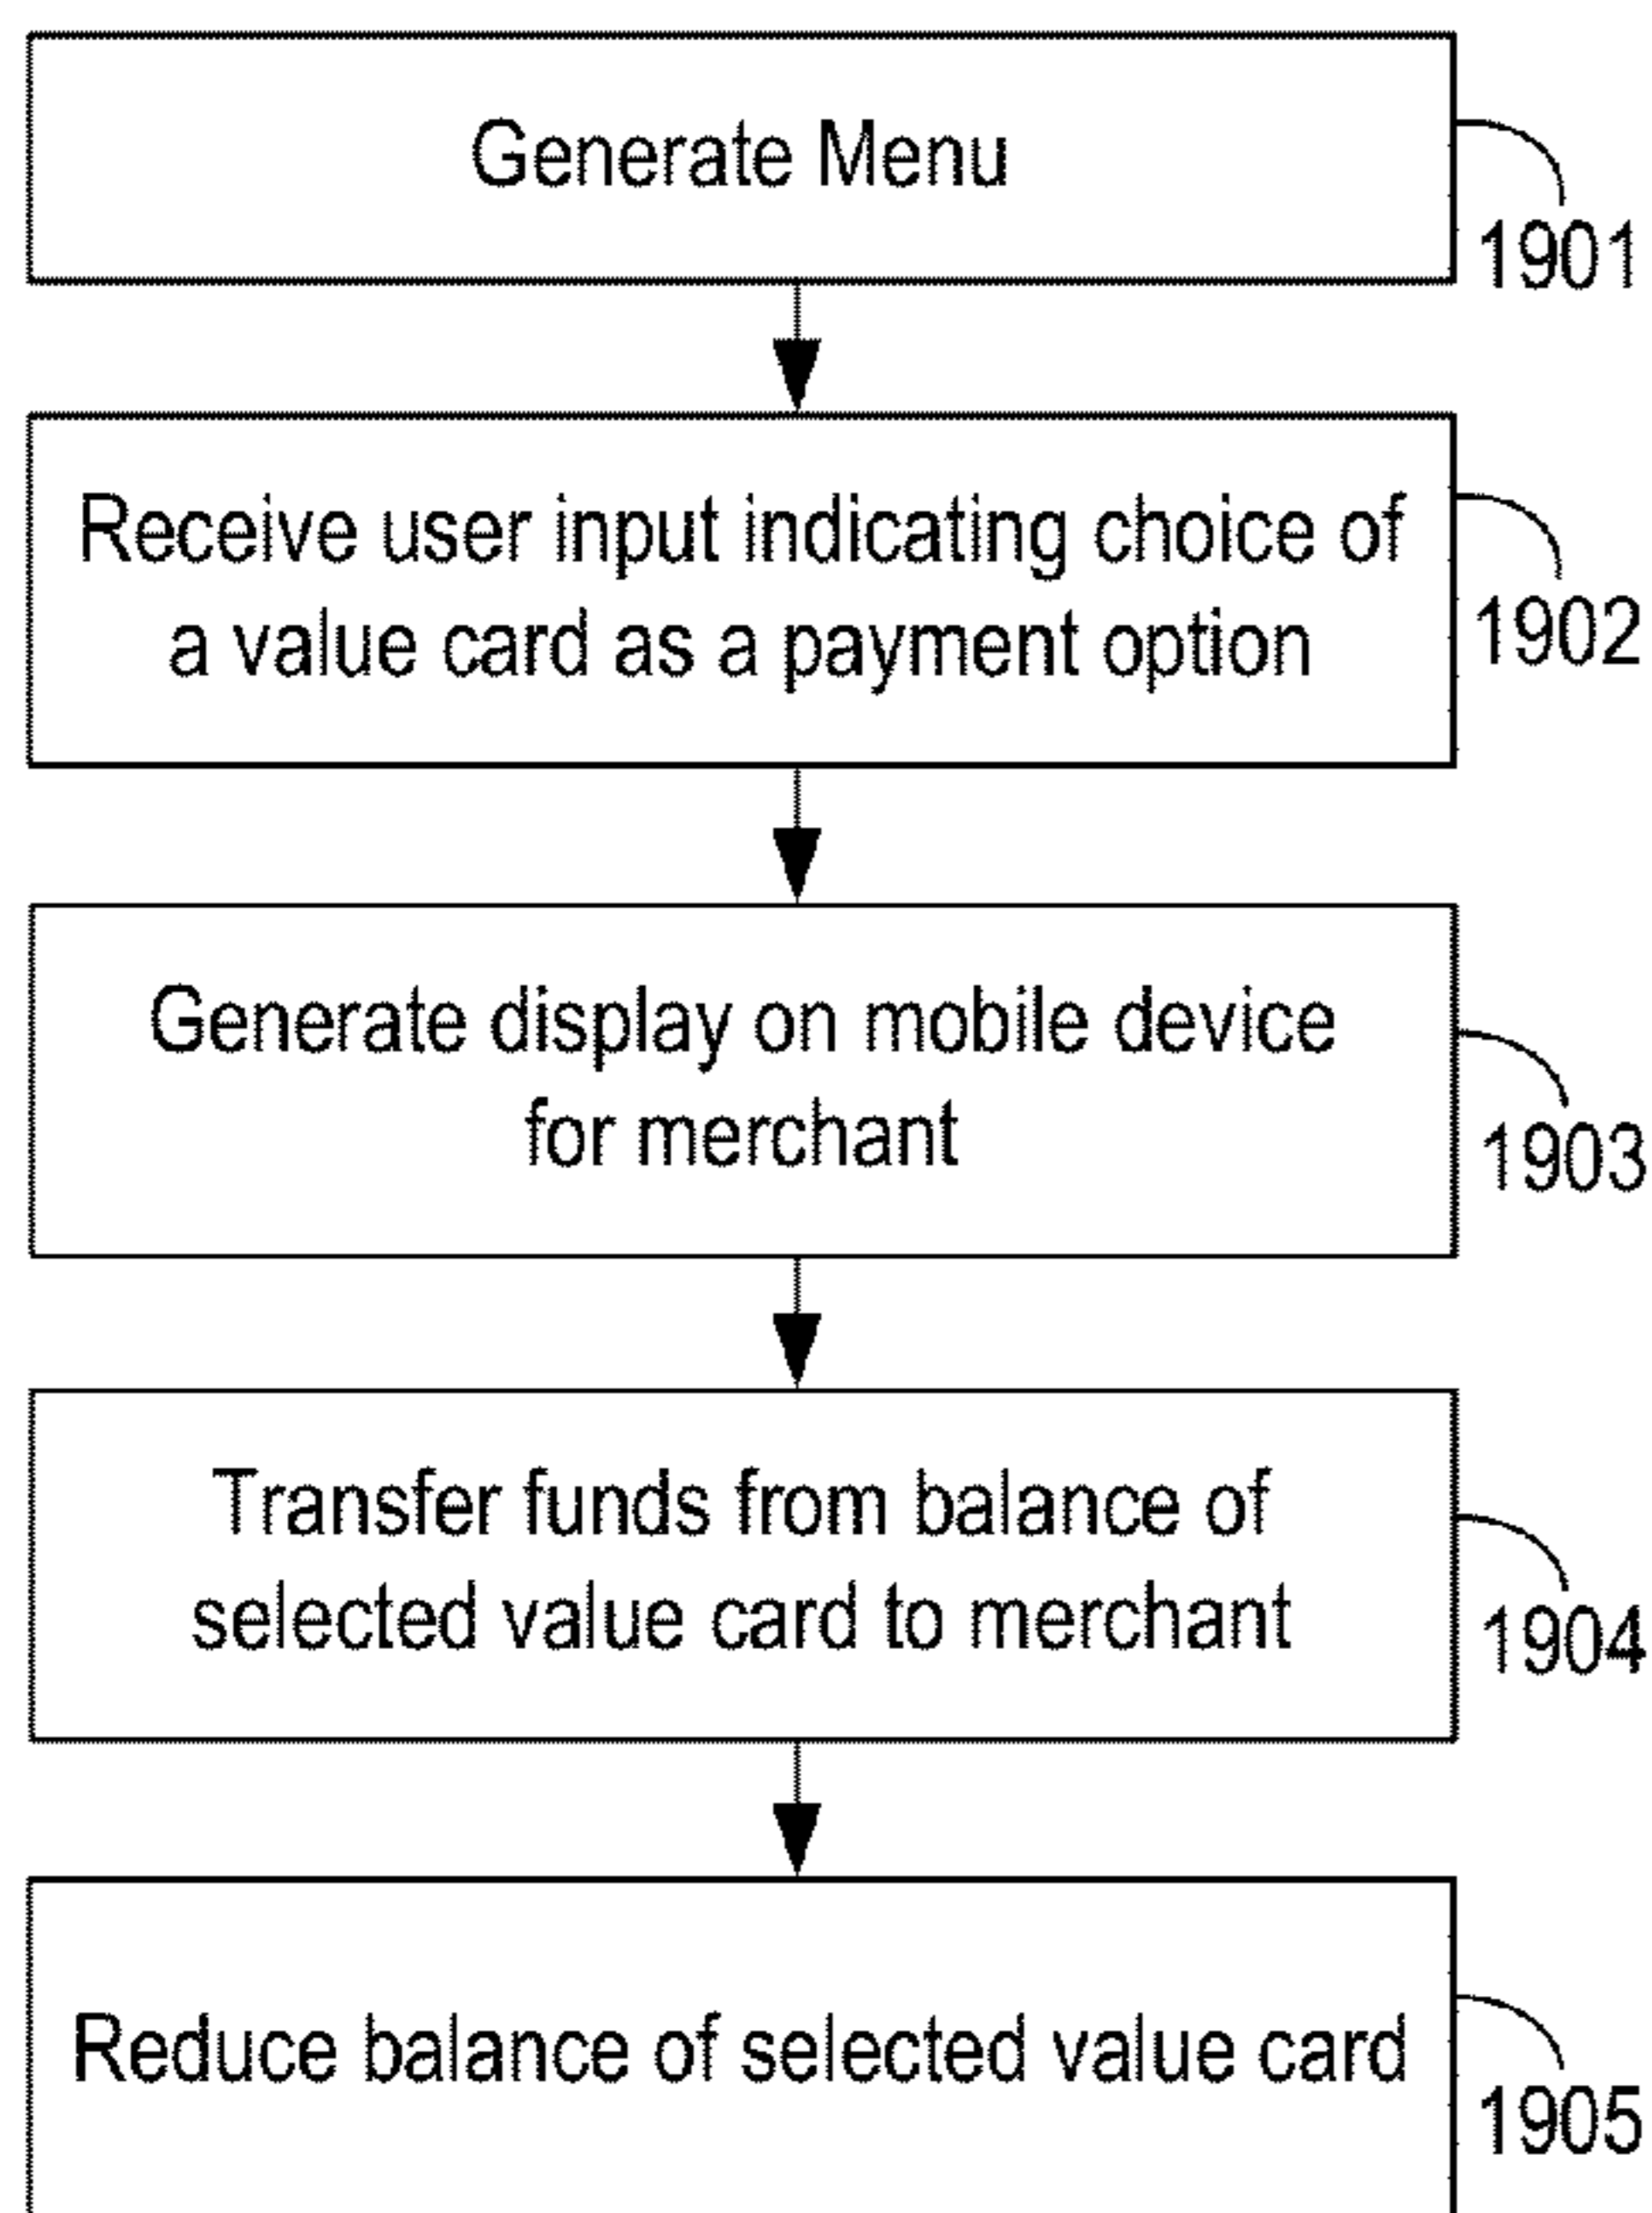 Generate Menu
1901
Receive user input indicating choice of
a value card as a payment option
1902
Generate display on mobile device
for merchant
1903
Transfer funds from balance of
selected value card to merchant
1904
Reduce balance of selected value card
1905